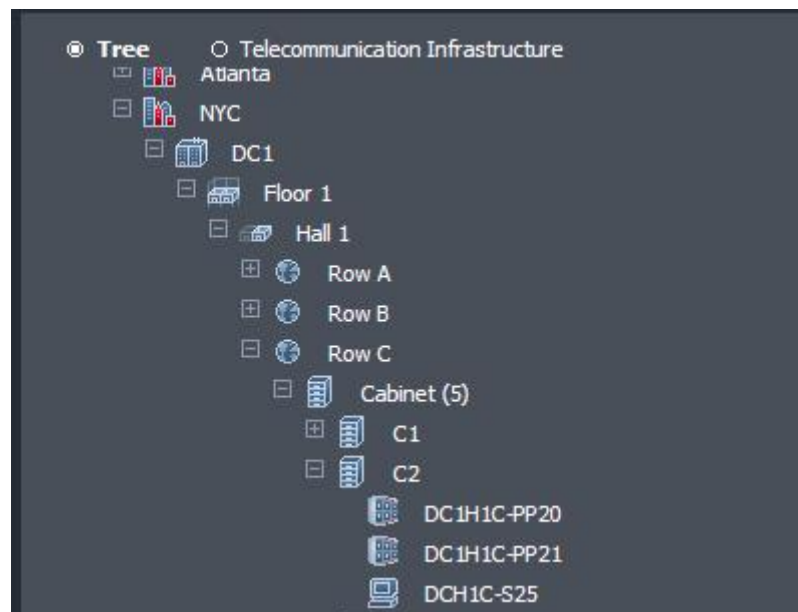 Tree Telecommunication Infrastructure
Atlanta
NYC
DC1
Floor 1
Hall 1
Row A
Row B
Row C
Cabinet (5)
C1
C2
DC1H1C-PP20
DC1H1C-PP21
DCH1C-S25